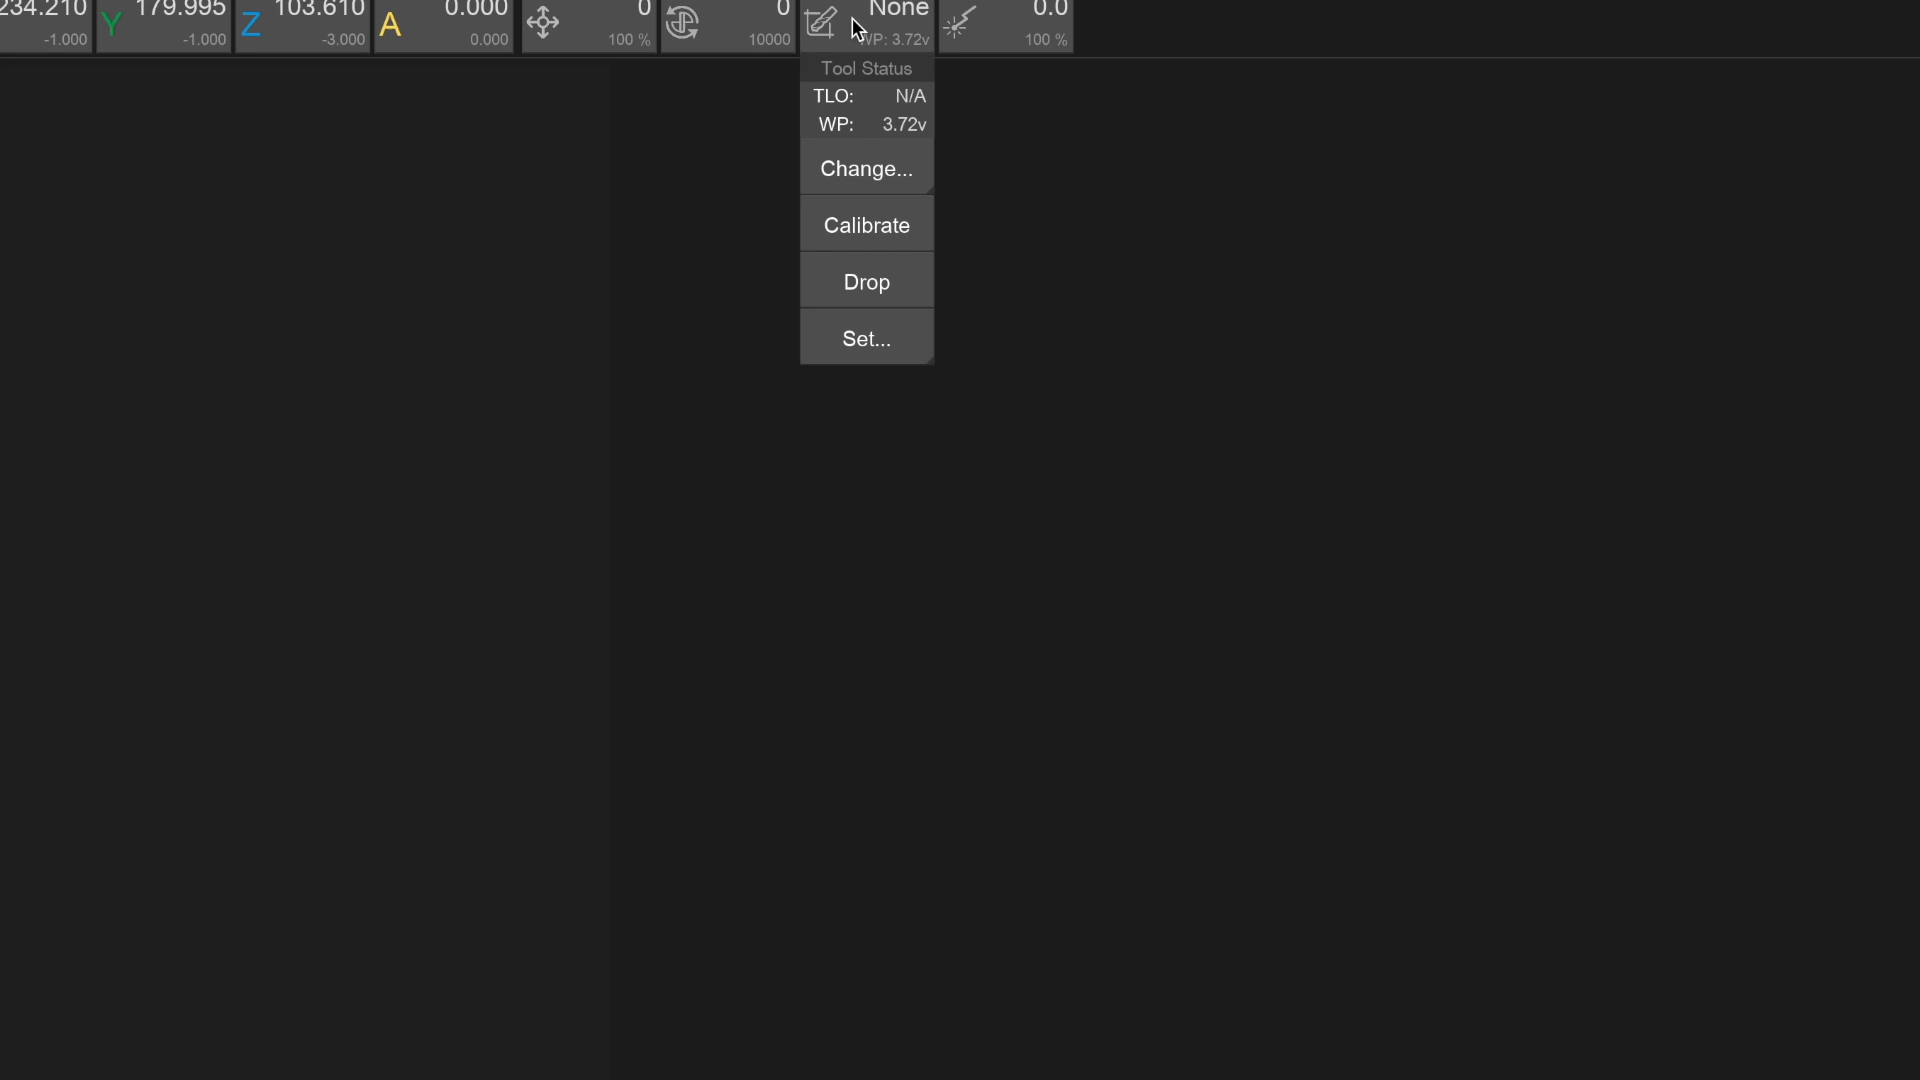 234.210 Y 179.995 Z 103.610 A 0.000 0 0 None 0.0
-1.000 -1.000 -3.000 0.000 100 % 10000 WP: 3.72v 100 %
Tool Status
TLO: N/A
WP: 3.72v
Change...
Calibrate
Drop
Set...